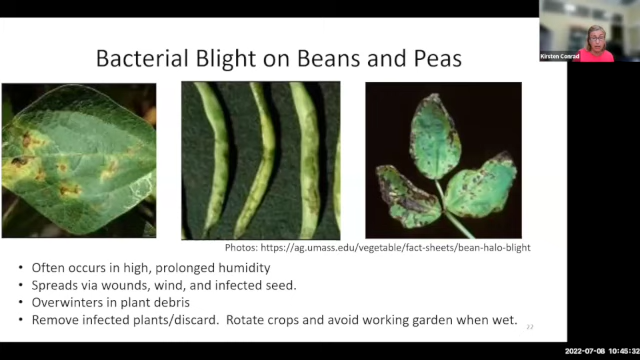 Kirsten Conrad
Bacterial Blight on Beans and Peas
Photos: https://ag.umass.edu/vegetable/fact-sheets/bean-halo-blight
• Often occurs in high, prolonged humidity
• Spreads via wounds, wind, and infected seed.
• Overwinters in plant debris
• Remove infected plants/discard. Rotate crops and avoid working garden when wet.
22
2022-07-08 10:45:32